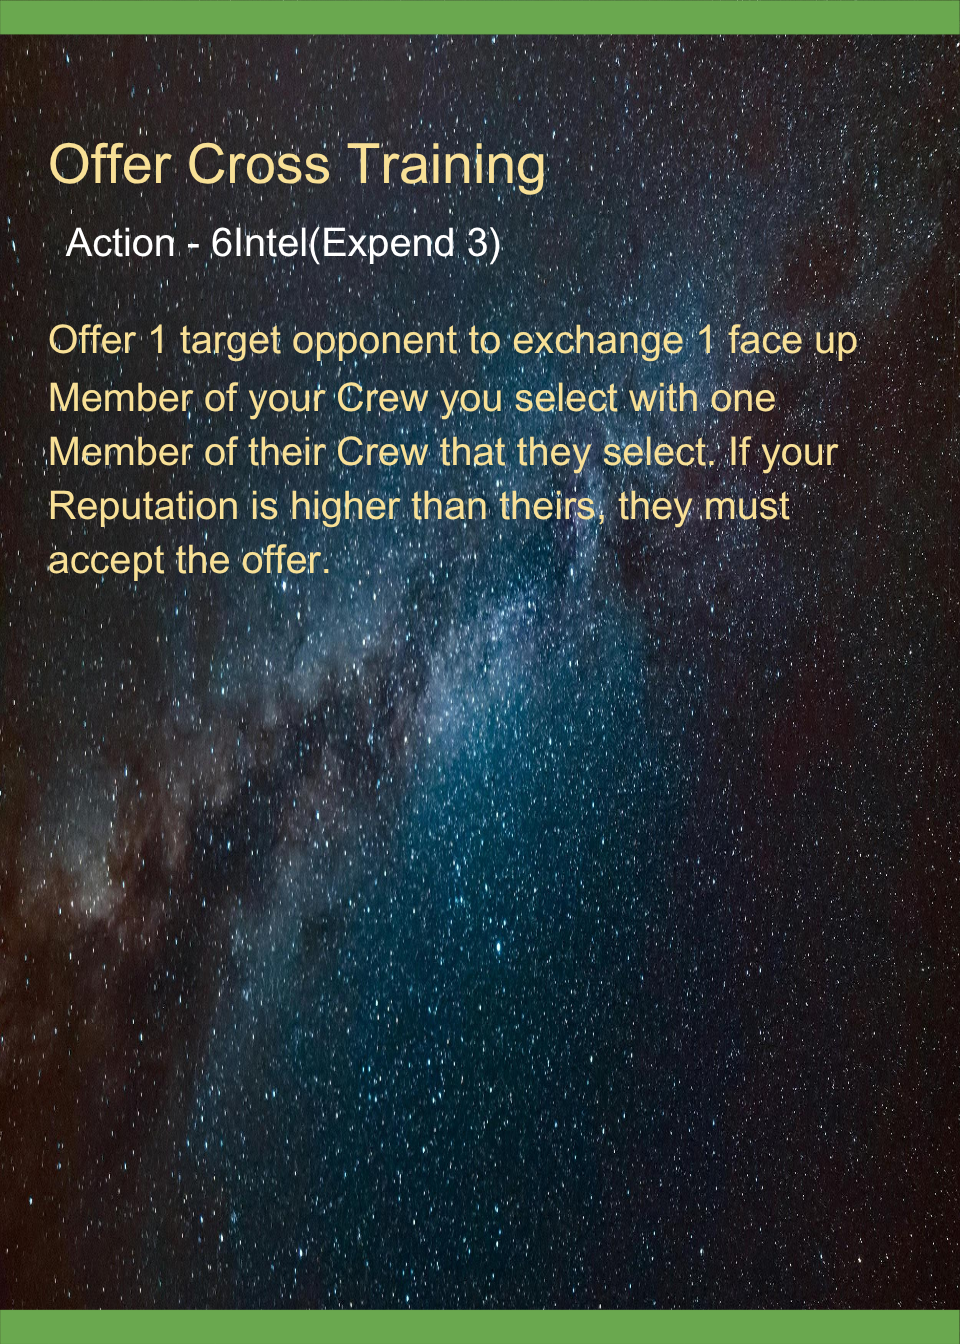 Offer Cross Training
Action - 6Intel(Expend 3)
Offer 1 target opponent to exchange 1 face up
Member of your Crew you select with one
Member of their Crew that they select. If your
Reputation is higher than theirs, they must
accept the offer.